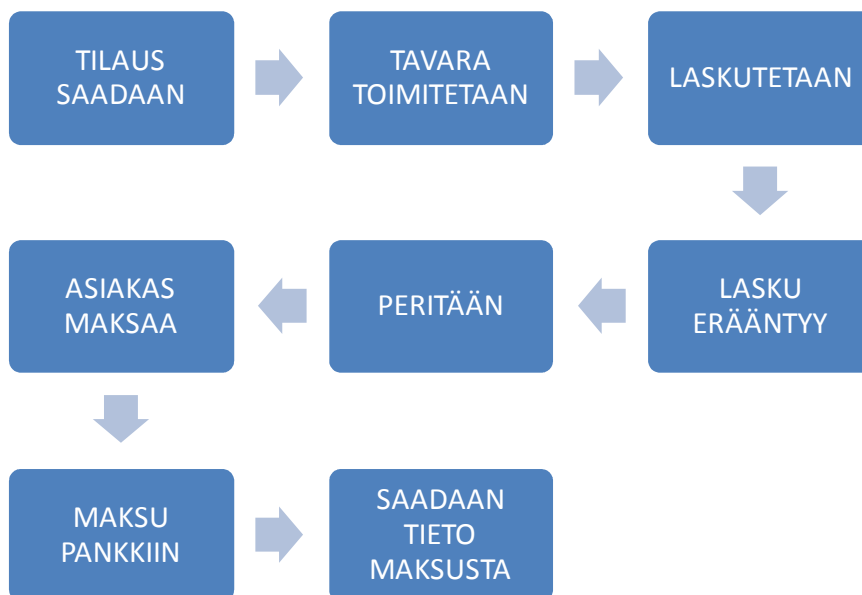 TILAUS
SAADAAN
TAVARA
TOIMITETAAN
LASKUTETAAN
LASKU
ERÄÄNTYY
PERITÄÄN
ASIAKAS
MAKSAA
MAKSU
PANKKIIN
SAADAAN
TIETO
MAKSUSTA